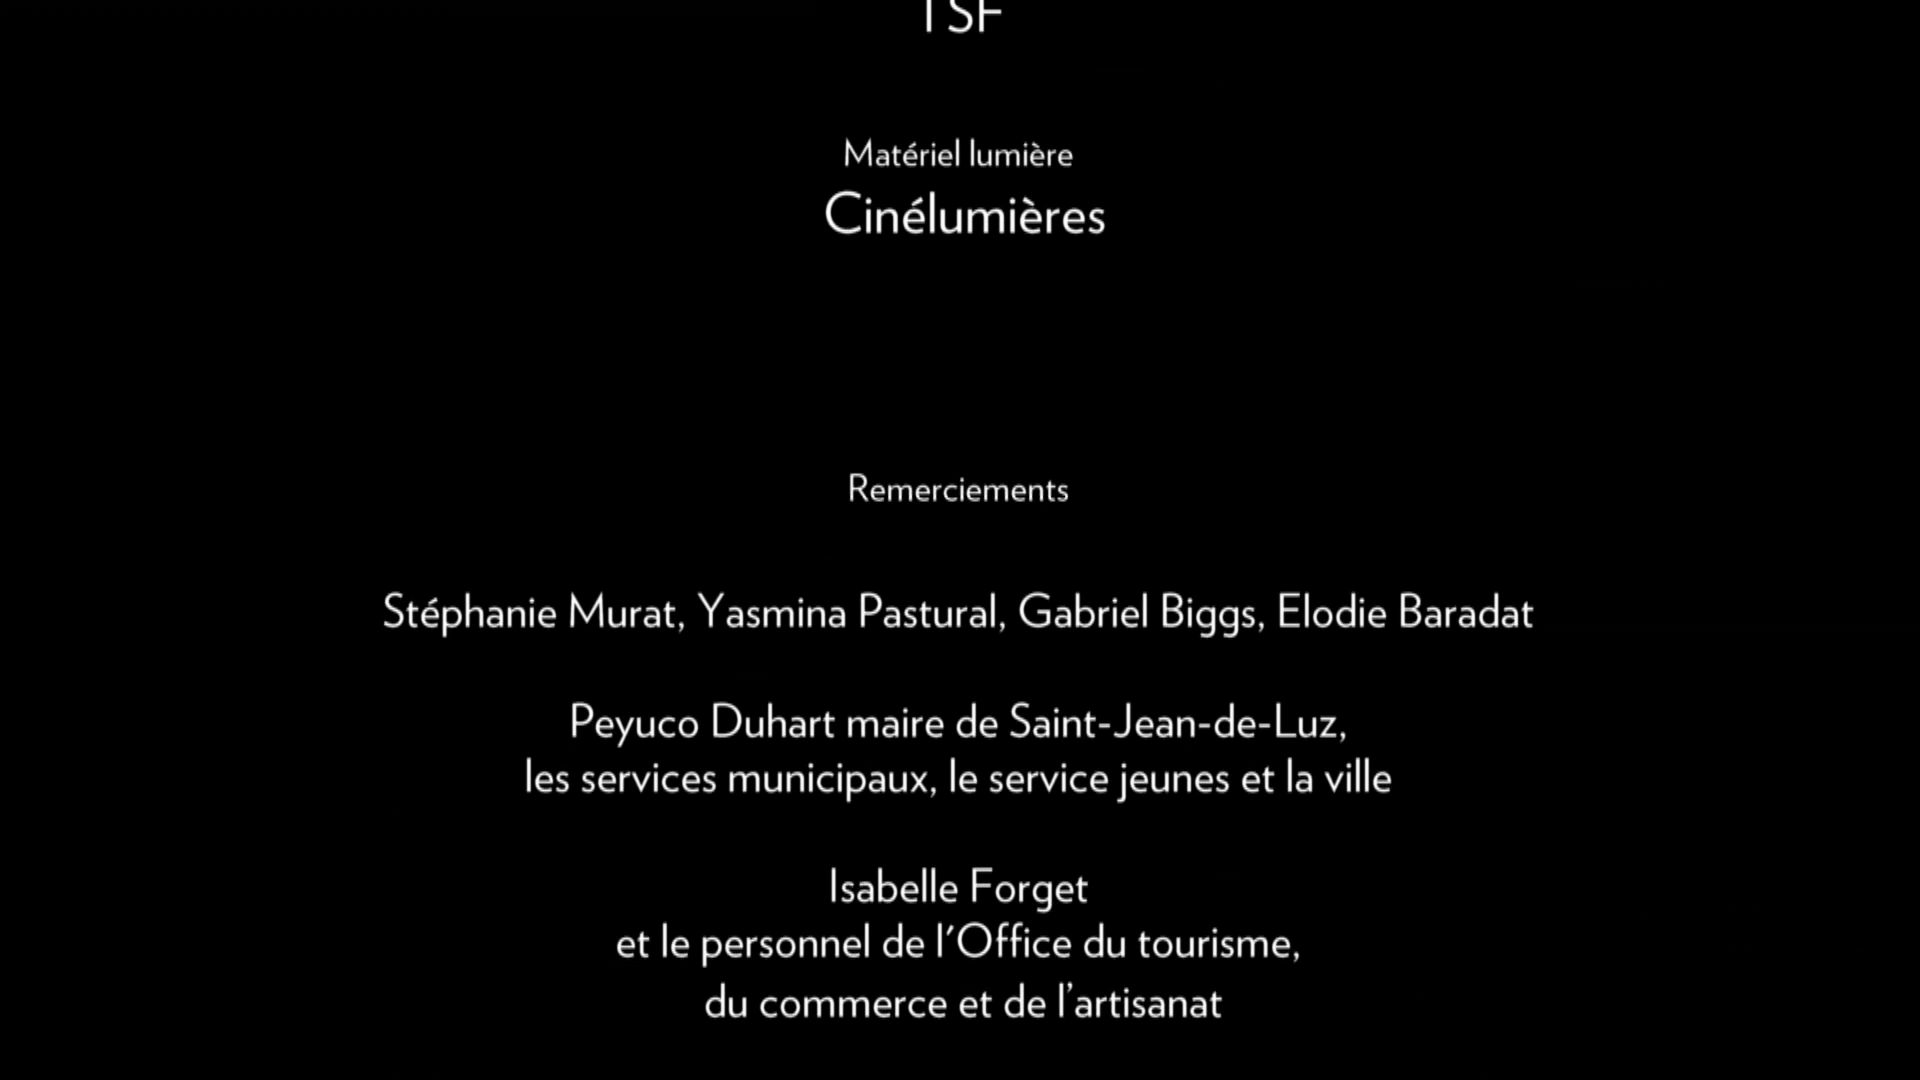 TSF
Matériel lumière
Cinélumières
Remerciements
Stéphanie Murat, Yasmina Pastural, Gabriel Biggs, Elodie Baradat
Peyuco Duhart maire de Saint-Jean-de-Luz,
les services municipaux, le service jeunes et la ville
Isabelle Forget
et le personnel de l'Office du tourisme,
du commerce et de l’artisanat